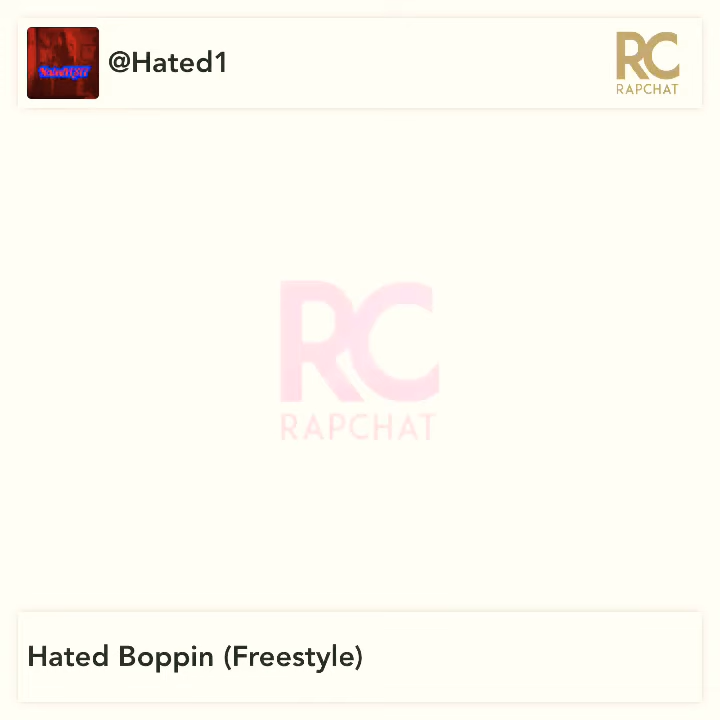 @Hated1
RC
RAPCHAT
RC
RAPCHAT
Hated Boppin (Freestyle)